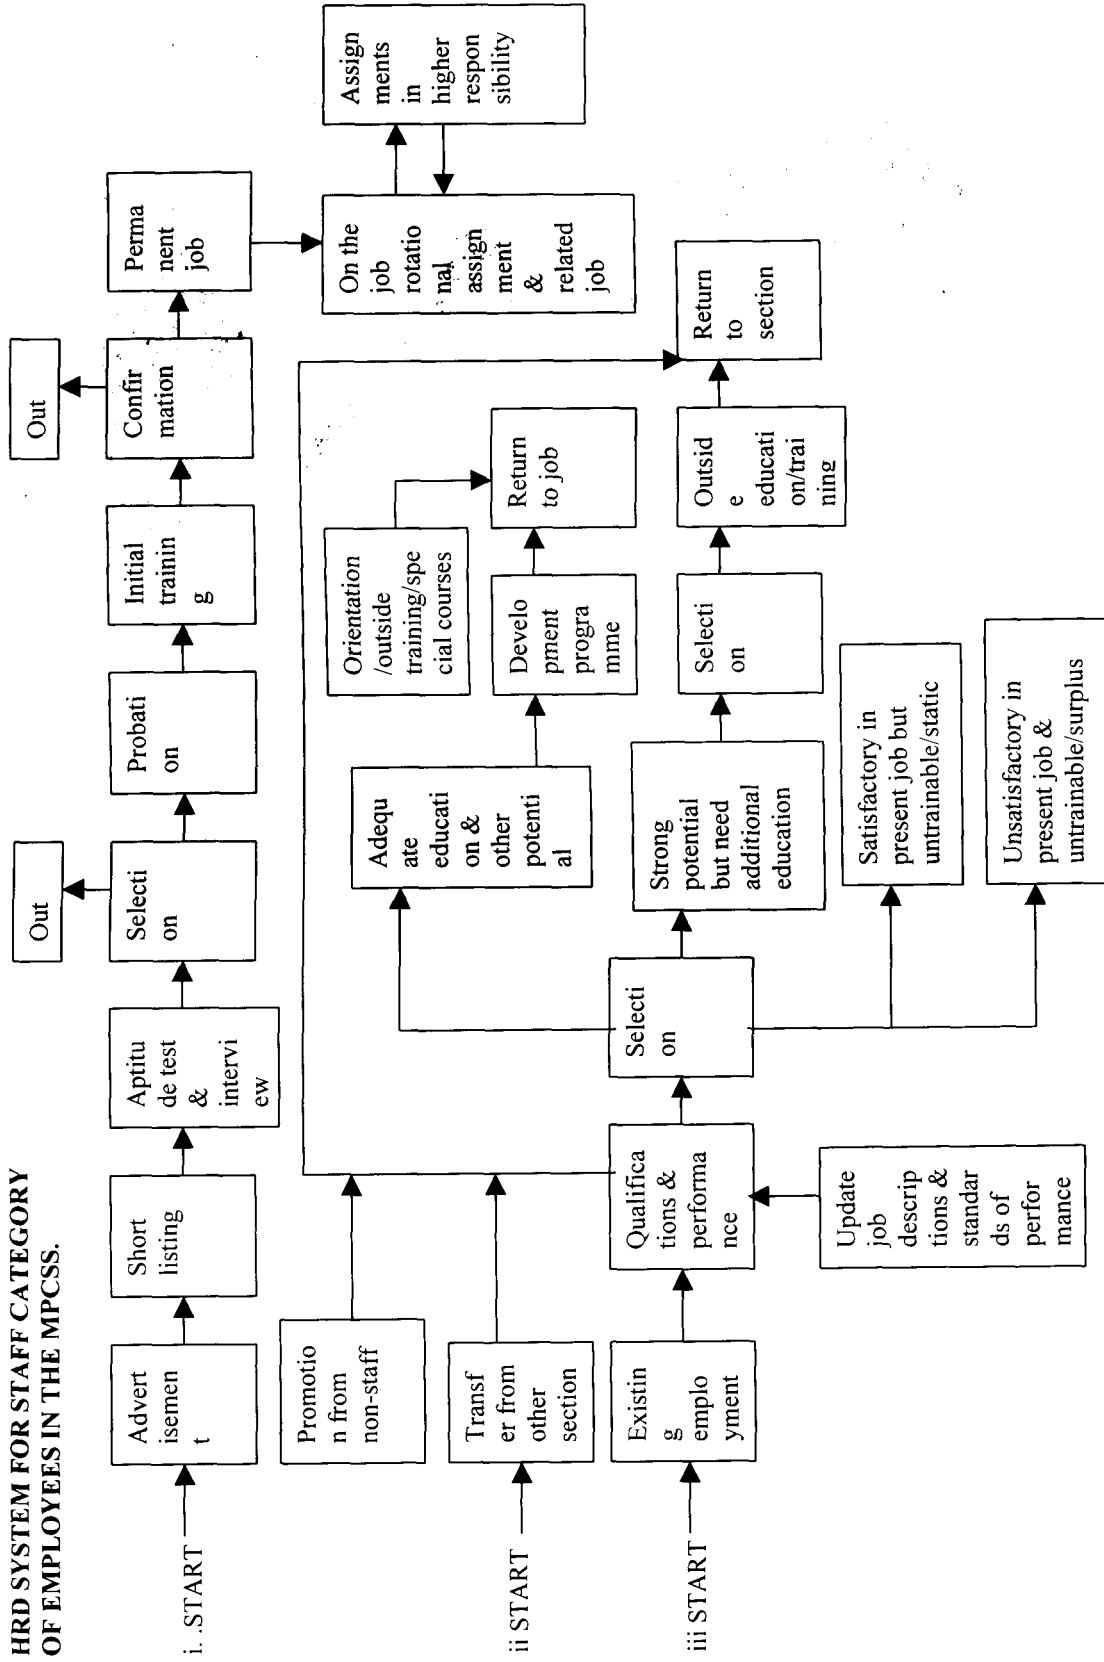 HRD SYSTEM FOR STAFF CATEGORY
OF EMPLOYEES IN THE MPCSS.
i. .START
Advert
isemen
t
Short
listing
Aptitu
de test
&
intervi
ew
Selecti
on
Out
Probati
on
Initial
trainin
g
Confir
mation
Out
Perma
nent
job
On the
job
rotatio
nal
assign
ment
&
related
job
Assign
ments
in
higher
respon
sibility
Promotio
n from
non-staff
ii START
Transf
er from
other
section
iii START
Existin
g
emplo
yment
Qualifica
tions &
performa
nce
Update
job
descrip
tions &
standar
ds of
perfor
mance
Selecti
on
Adequ
ate
educati
on &
other
potenti
al
Develo
pment
progra
mme
Orientation
/outside
training/spe
cial courses
Return
to job
Strong
potential
but need
additional
education
Selecti
on
Outsid
e
educati
on/trai
ning
Return
to
section
Satisfactory in
present job but
untrainable/static
Unsatisfactory in
present job &
untrainable/surplus